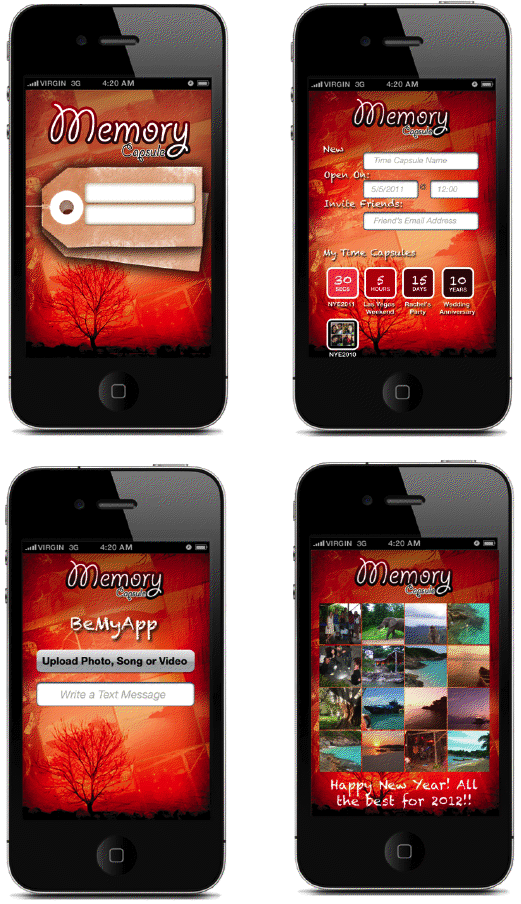 VIRGIN 3G 4:20 AM
Memory
Capsule
VIRGIN 3G 4:20 AM
Memory
Capsule
New
Time Capsule Name
Open On:
5/5/2011 @ 12:00
Invite Friends:
Friend's Email Address
My Time Capsules
30 5 15 10
SECS HOURS DAYS YEARS
NYE2011 Las Vegas Rachel's Wedding
Weekend Party Anniversary
NYE2010
VIRGIN 3G 4:20 AM
Memory
Capsule
BeMyApp
Upload Photo, Song or Video
Write a Text Message
VIRGIN 3G 4:20 AM
Memory
Capsule
Happy New Year! All
the best for 2012!!